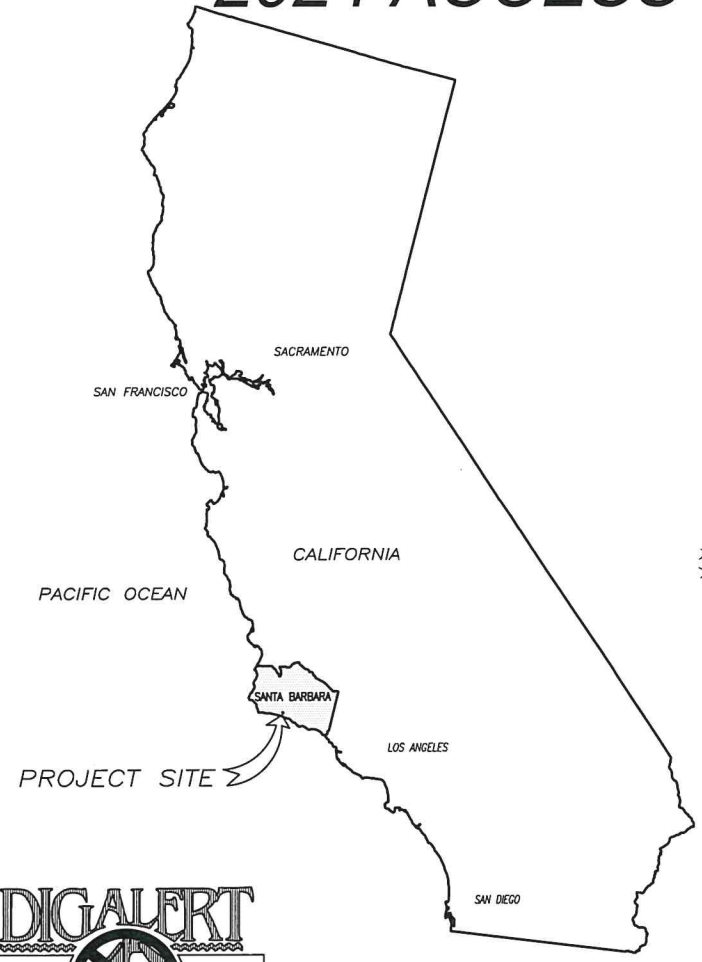 SACRAMENTO
SAN FRANCISCO
CALIFORNIA
PACIFIC OCEAN
SANTA BARBARA
LOS ANGELES
PROJECT SITE
DIGALERT
SAN DIEGO